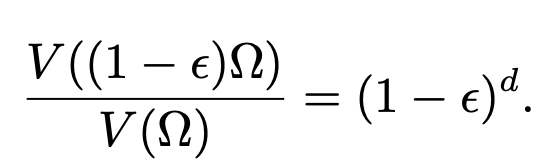 V((1 − ϵ)Ω) / V(Ω) = (1 − ϵ)^d.